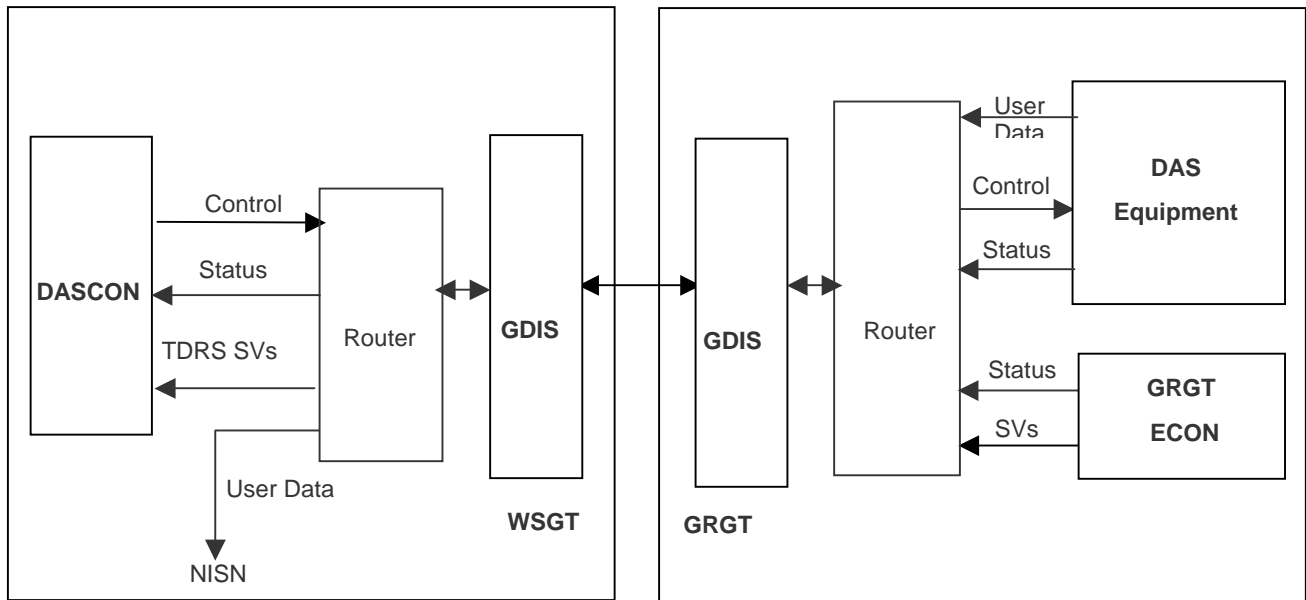 DASCON
Control
Status
TDRS SVs
User Data
NISN
Router
GDIS
WSGT
GDIS
GRGT
Router
User
Data
Control
Status
DAS
Equipment
Status
SVs
GRGT
ECON